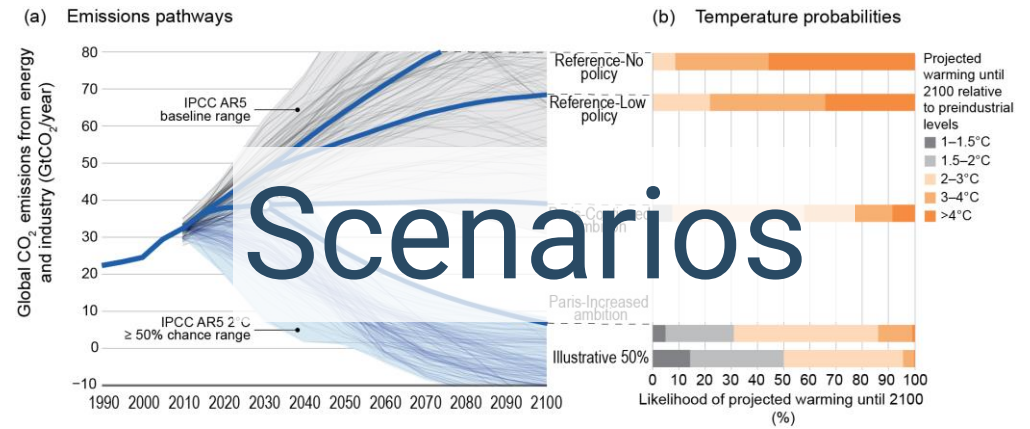 (a) Emissions pathways
Global CO2 emissions from energy
and industry (GtCO2/year)
80
70
60
50
40
30
20
10
0
−10
1990 2000 2010 2020 2030 2040 2050 2060 2070 2080 2090 2100
IPCC AR5
baseline range
IPCC AR5 2°C
≥ 50% chance range
Scenarios
Reference-No
policy
Reference-Low
policy
Paris-Increased
ambition
Illustrative 50%
(b) Temperature probabilities
0 10 20 30 40 50 60 70 80 90 100
Likelihood of projected warming until 2100
(%)
Projected
warming until
2100 relative
to preindustrial
levels
1–1.5°C
1.5–2°C
2–3°C
3–4°C
>4°C